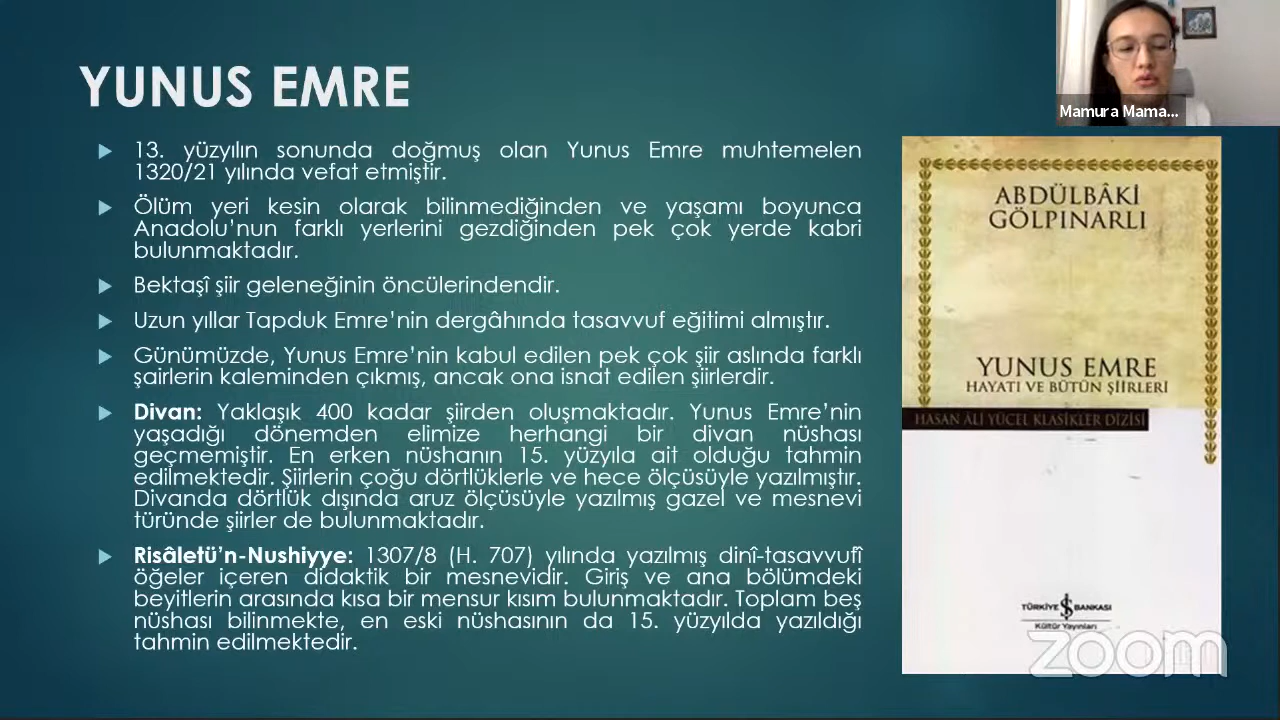 YUNUS EMRE
13. yüzyılın sonunda doğmuş olan Yunus Emre muhtemelen
1320/21 yılında vefat etmiştir.
Ölüm yeri kesin olarak bilinmediğinden ve yaşamı boyunca
Anadolu'nun farklı yerlerini gezdiğinden pek çok yerde kabri
bulunmaktadır.
Bektaşî şiir geleneğinin öncülerindendir.
Uzun yıllar Tapduk Emre'nin dergâhında tasavvuf eğitimi almıştır.
Günümüzde, Yunus Emre'nin kabul edilen pek çok şiir aslında farklı
şairlerin kaleminden çıkmış, ancak ona isnat edilen şiirlerdir.
Divan: Yaklaşık 400 kadar şiirden oluşmaktadır. Yunus Emre'nin
yaşadığı dönemden elimize herhangi bir divan nüshası
geçmemiştir. En erken nüshanın 15. yüzyıla ait olduğu tahmin
edilmektedir. Şiirlerin çoğu dörtlüklerle ve hece ölçüsüyle yazılmıştır.
Divanda dörtlük dışında aruz ölçüsüyle yazılmış gazel ve mesnevi
türünde şiirler de bulunmaktadır.
Risâletü'n-Nushiyye: 1307/8 (H. 707) yılında yazılmış dinî-tasavvufî
öğeler içeren didaktik bir mesnevidir. Giriş ve ana bölümdeki
beyitlerin arasında kısa bir mensur kısım bulunmaktadır. Toplam beş
nüshası bilinmekte, en eski nüshasının da 15. yüzyılda yazıldığı
tahmin edilmektedir.
Mamura Mama...
ABDÜLBÂKİ
GÖLPINARLI
YUNUS EMRE
HAYATI VE BÜTÜN ŞİİRLERİ
HASAN ÂLİ YÜCEL KLASİKLER DİZİSİ
TÜRKİYE İŞ BANKASI
Kültür Yayınları
zoom